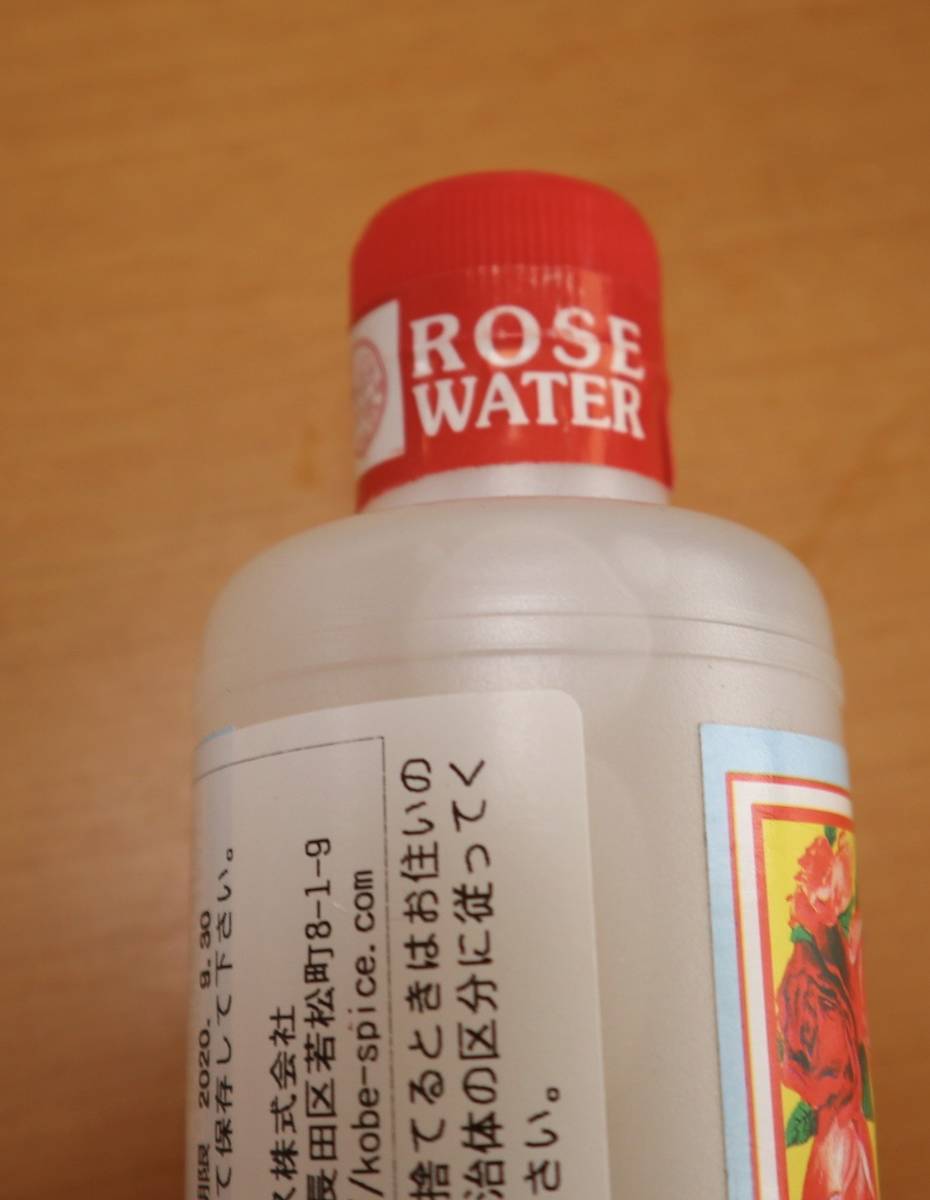 ROSE
WATER
限 2020. 9.30
て保存して下さい。
ス株式会社
長田区若松町8-1-9
/kobe-spice.com
捨てるときはお住いの
治体の区分に従ってく
さい。